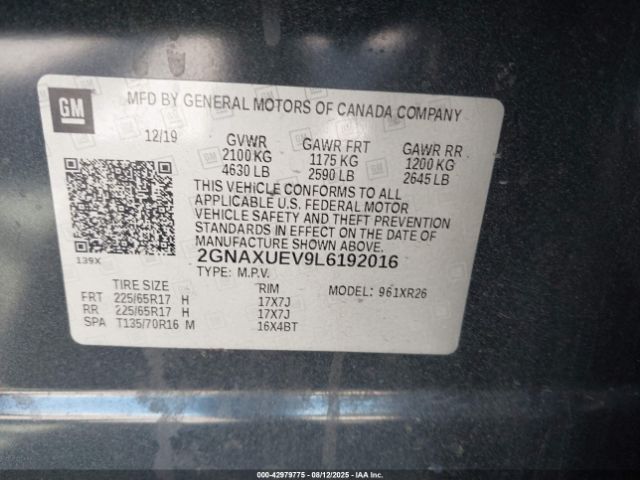 GM
MFD BY GENERAL MOTORS OF CANADA COMPANY
12/19 GVWR GAWR FRT GAWR RR
2100 KG 1175 KG 1200 KG
4630 LB 2590 LB 2645 LB
THIS VEHICLE CONFORMS TO ALL
APPLICABLE U.S. FEDERAL MOTOR
VEHICLE SAFETY AND THEFT PREVENTION
STANDARDS IN EFFECT ON THE DATE OF
MANUFACTURE SHOWN ABOVE.
139X 2GNAXUEV9L6192016
TYPE: M.P.V.
TIRE SIZE RIM MODEL: 961XR26
FRT 225/65R17 H 17X7J
RR 225/65R17 H 17X7J
SPA T135/70R16 M 16X4BT
000-42979775 - 08/12/2025 - IAAI.com